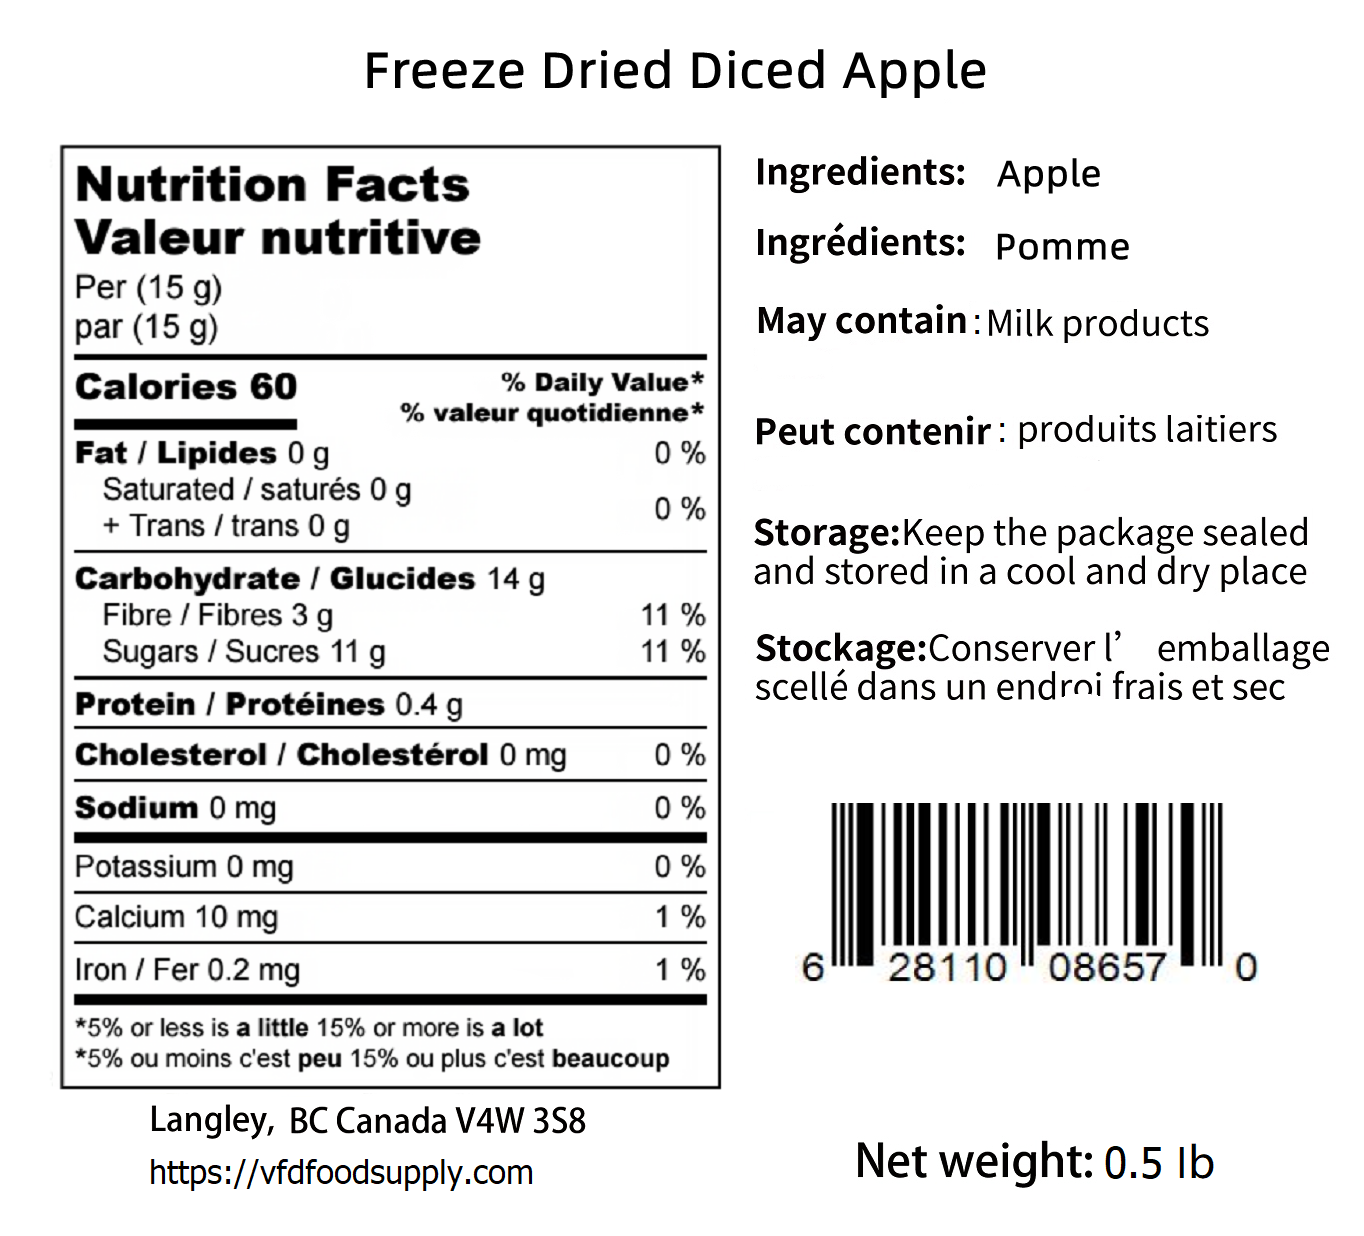 Freeze Dried Diced Apple
Nutrition Facts
Valeur nutritive
Per (15 g)
par (15 g)
Calories 60
% Daily Value*
% valeur quotidienne*
Fat / Lipides 0 g 0 %
Saturated / saturés 0 g
+ Trans / trans 0 g
0 %
Carbohydrate / Glucides 14 g
Fibre / Fibres 3 g 11 %
Sugars / Sucres 11 g 11 %
Protein / Protéines 0.4 g
Cholesterol / Cholestérol 0 mg 0 %
Sodium 0 mg 0 %
Potassium 0 mg 0 %
Calcium 10 mg 1 %
Iron / Fer 0.2 mg 1 %
*5% or less is a little 15% or more is a lot
*5% ou moins c'est peu 15% ou plus c'est beaucoup
Langley, BC Canada V4W 3S8
https://vfdfoodsupply.com
Ingredients: Apple
Ingrédients: Pomme
May contain : Milk products
Peut contenir : produits laitiers
Storage:Keep the package sealed
and stored in a cool and dry place
Stockage:Conserver l’ emballage
scellé dans un endroi frais et sec
6 28110 08657 0
Net weight: 0.5 lb